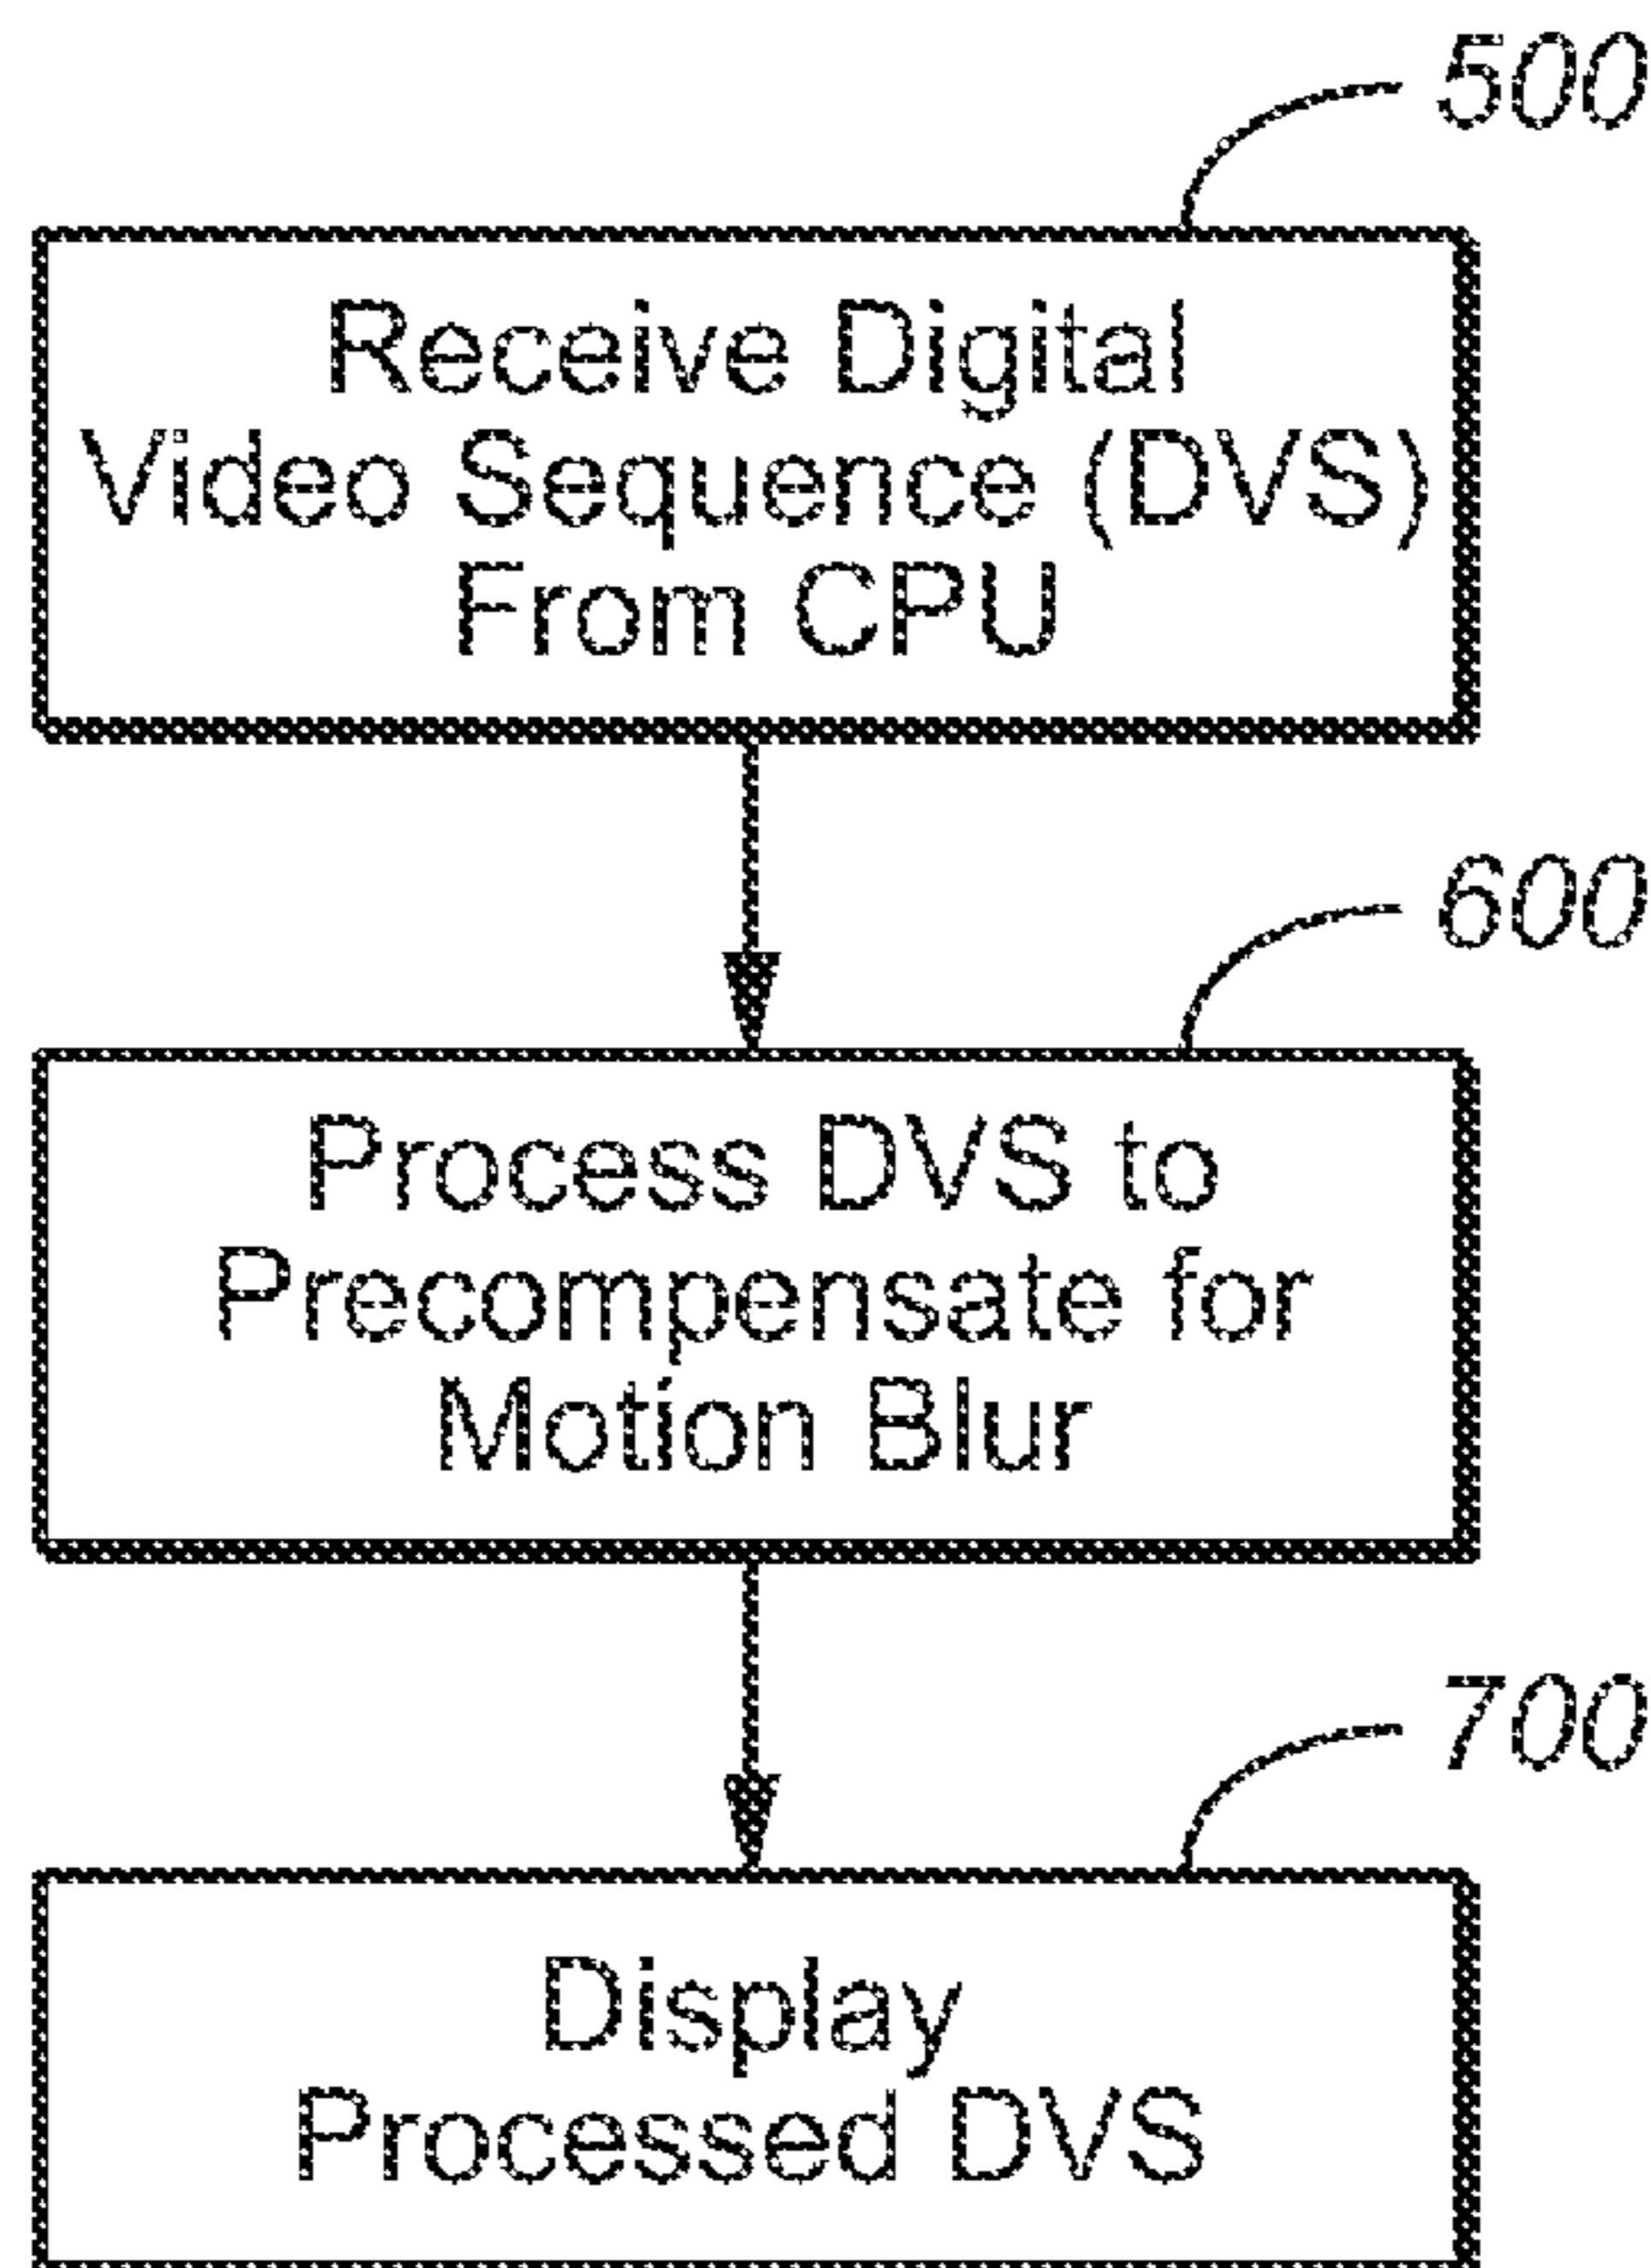 500
Receive Digital
Video Sequence (DVS)
From CPU
600
Process DVS to
Precompensate for
Motion Blur
700
Display
Processed DVS